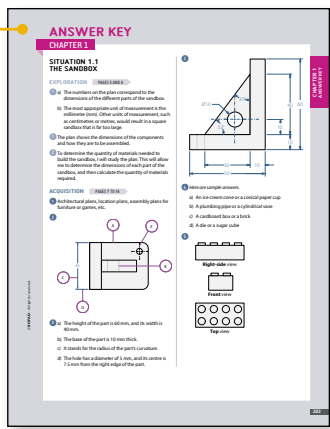 ANSWER KEY
CHAPTER 1
SITUATION 1.1
THE SANDBOX
EXPLORATION PAGES 5 AND 6
1 a) The numbers on the plan correspond to
the dimensions of the different parts of the sandbox.
b) The most appropriate unit of measurement is the
millimetre (mm). Other units of measurement, such
as centimetres or metres, would result in a square
sandbox that is far too large.
The plan shows the dimensions of the components
and how they are to be assembled.
To determine the quantity of materials needed to
build the sandbox, I will study the plan. This will allow
me to determine the dimensions of each part of the
sandbox, and then calculate the quantity of materials
required.
ACQUISITION PAGES 7 TO 16
1 Architectural plans, location plans, assembly plans for
furniture or games, etc.
2
A
E
B
C
D
3 a) The height of the part is 60 mm, and its width is
40 mm.
b) The base of the part is 10 mm thick.
c) It stands for the radius of the part's curvature.
d) The hole has a diameter of 5 mm, and its centre is
7.5 mm from the right edge of the part.
Ø10
40
60
10
4 Here are sample answers.
a) An ice cream cone or a conical paper cup
b) A plumbing pipe or a cylindrical vase
c) A cardboard box or a brick
d) A die or a sugar cube
5
Right-side view
Front view
Top view
CHAPTER 1
ANSWER KEY
283